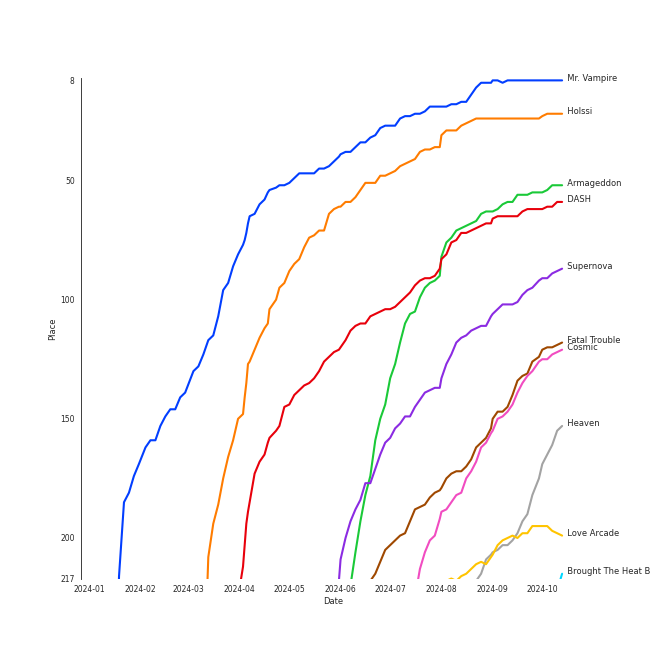 8
Mr. Vampire
Holssi
50
Armageddon
DASH
Supernova
100
Place
Fatal Trouble
Cosmic
150
Heaven
200
Love Arcade
Brought The Heat B
217
2024-01 2024-02 2024-03 2024-04 2024-05 2024-06 2024-07 2024-08 2024-09 2024-10
Date